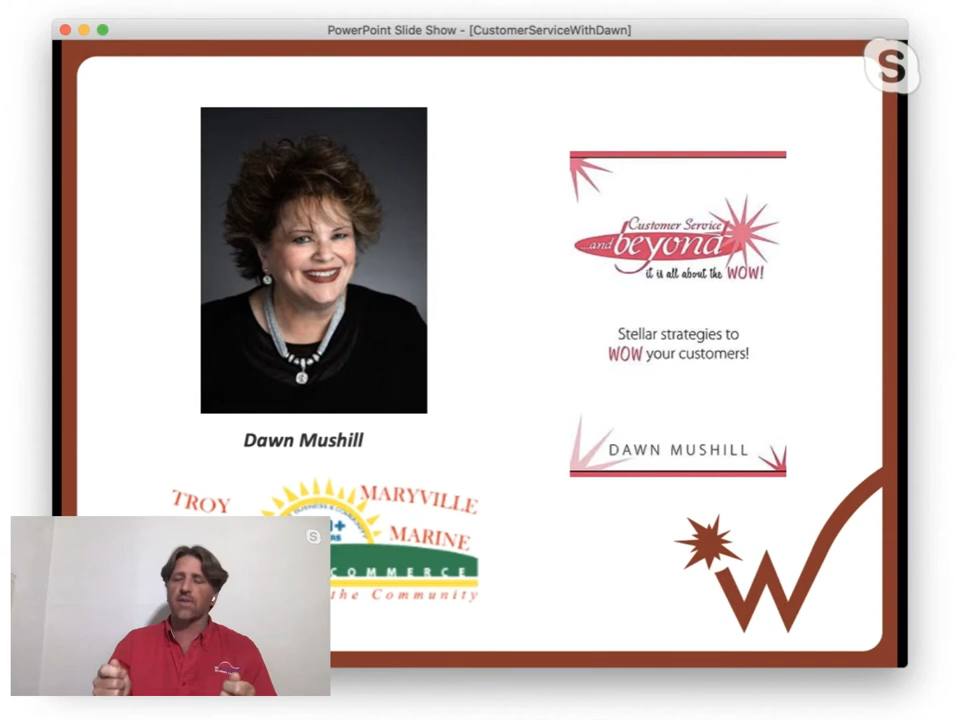 PowerPoint Slide Show - [CustomerServiceWithDawn]
S
Customer Service
...and beyond
it is all about the WOW!
Stellar strategies to
WOW your customers!
DAWN MUSHILL
Dawn Mushill
TROY
MARYVILLE
MARINE
COMMERCE
the Community
S
W